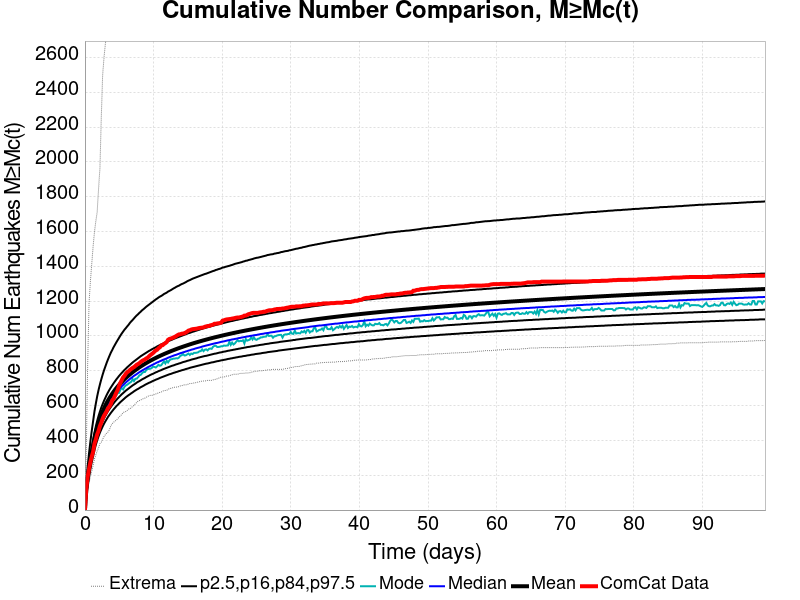 Cumulative Number Comparison, M≥Mc(t)
Cumulative Num Earthquakes M≥Mc(t)
2600
2400
2200
2000
1800
1600
1400
1200
1000
800
600
400
200
0
0 10 20 30 40 50 60 70 80 90
Time (days)
Extrema p2.5,p16,p84,p97.5 Mode Median Mean ComCat Data